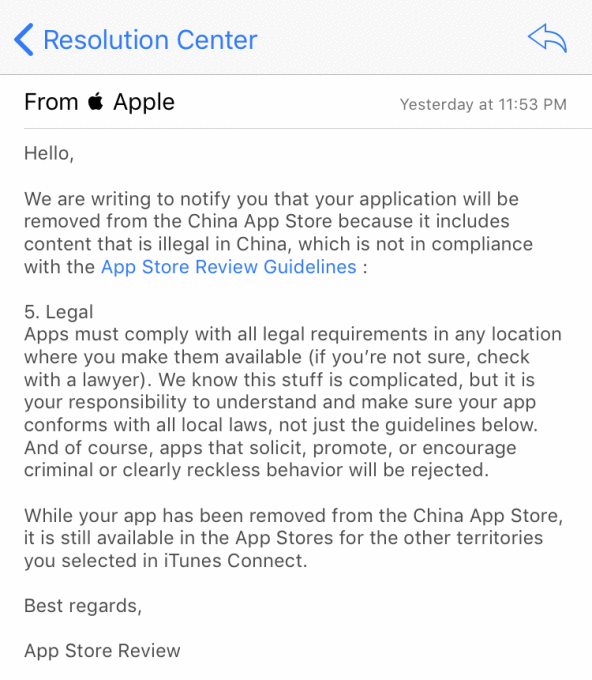 Resolution Center
From Apple
Yesterday at 11:53 PM
Hello,
We are writing to notify you that your application will be
removed from the China App Store because it includes
content that is illegal in China, which is not in compliance
with the App Store Review Guidelines :
5. Legal
Apps must comply with all legal requirements in any location
where you make them available (if you’re not sure, check
with a lawyer). We know this stuff is complicated, but it is
your responsibility to understand and make sure your app
conforms with all local laws, not just the guidelines below.
And of course, apps that solicit, promote, or encourage
criminal or clearly reckless behavior will be rejected.
While your app has been removed from the China App Store,
it is still available in the App Stores for the other territories
you selected in iTunes Connect.
Best regards,
App Store Review